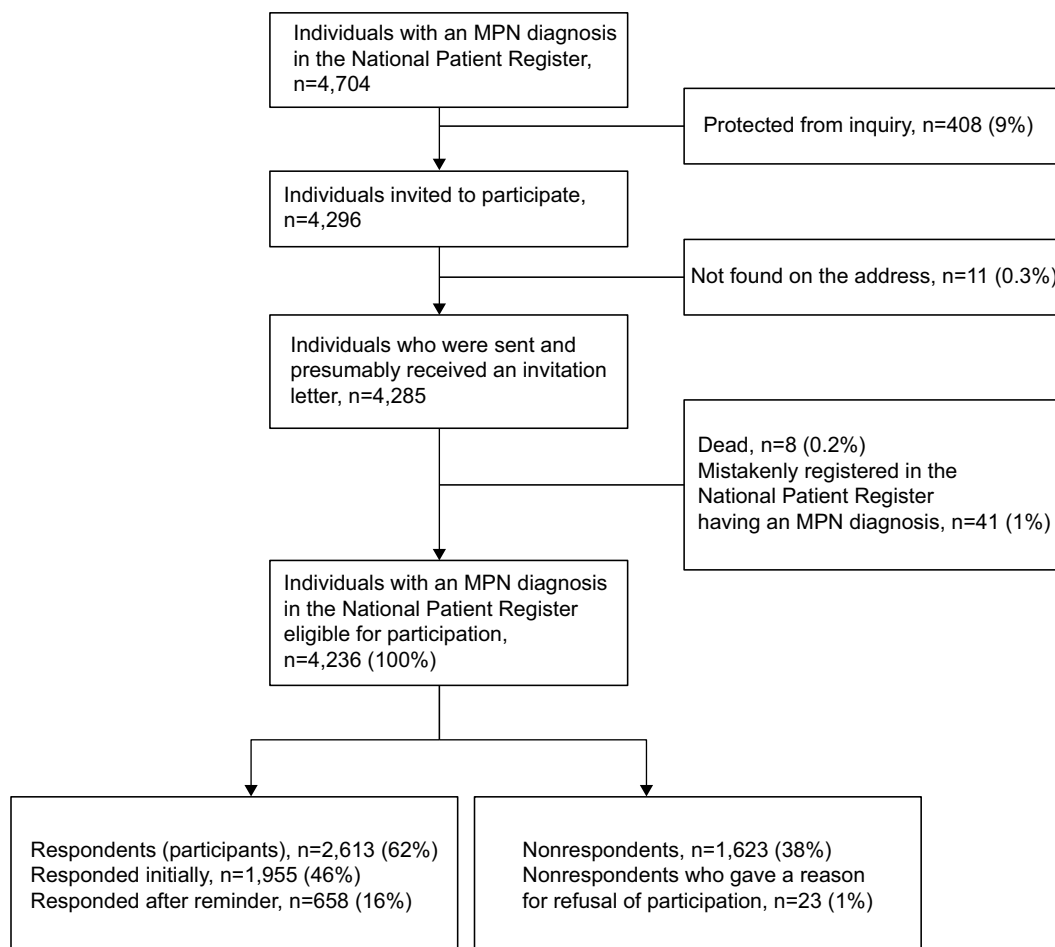 Individuals with an MPN diagnosis
in the National Patient Register,
n=4,704
Protected from inquiry, n=408 (9%)
Individuals invited to participate,
n=4,296
Not found on the address, n=11 (0.3%)
Individuals who were sent and
presumably received an invitation
letter, n=4,285
Dead, n=8 (0.2%)
Mistakenly registered in the
National Patient Register
having an MPN diagnosis, n=41 (1%)
Individuals with an MPN diagnosis
in the National Patient Register
eligible for participation,
n=4,236 (100%)
Respondents (participants), n=2,613 (62%)
Responded initially, n=1,955 (46%)
Responded after reminder, n=658 (16%)
Nonrespondents, n=1,623 (38%)
Nonrespondents who gave a reason
for refusal of participation, n=23 (1%)